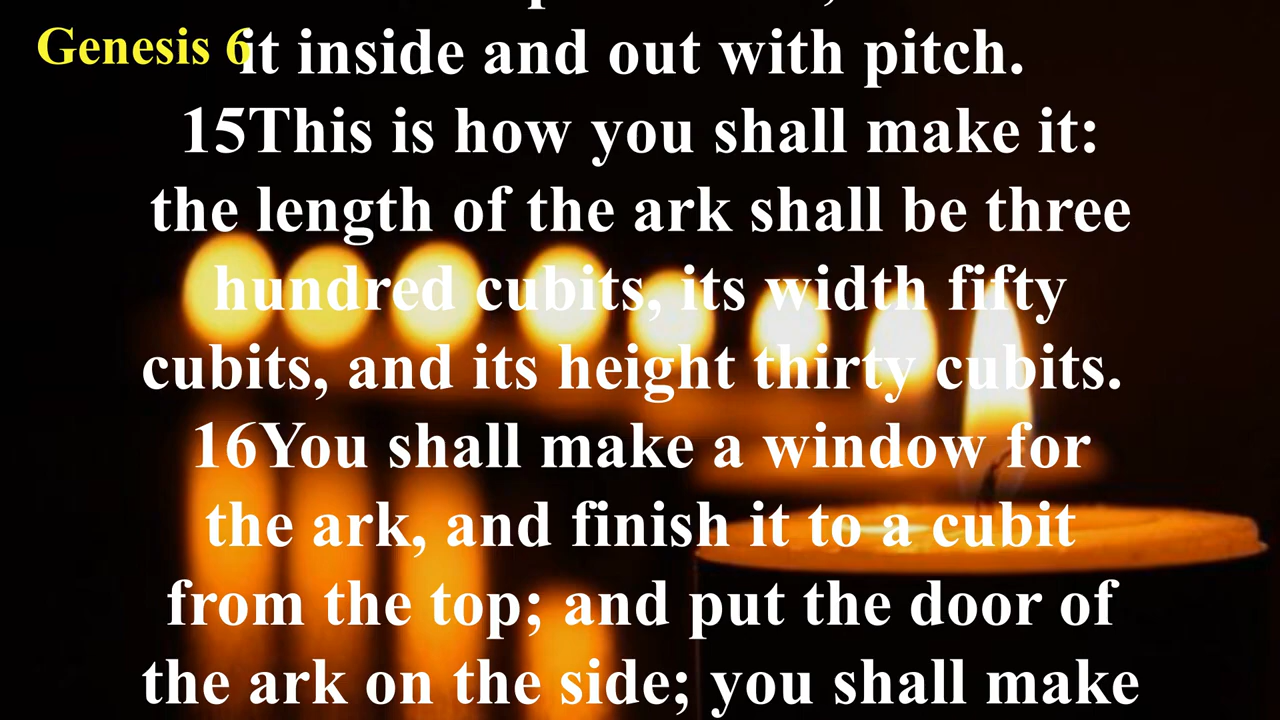 Genesis 6
it inside and out with pitch.
15This is how you shall make it:
the length of the ark shall be three
hundred cubits, its width fifty
cubits, and its height thirty cubits.
16You shall make a window for
the ark, and finish it to a cubit
from the top; and put the door of
the ark on the side; you shall make